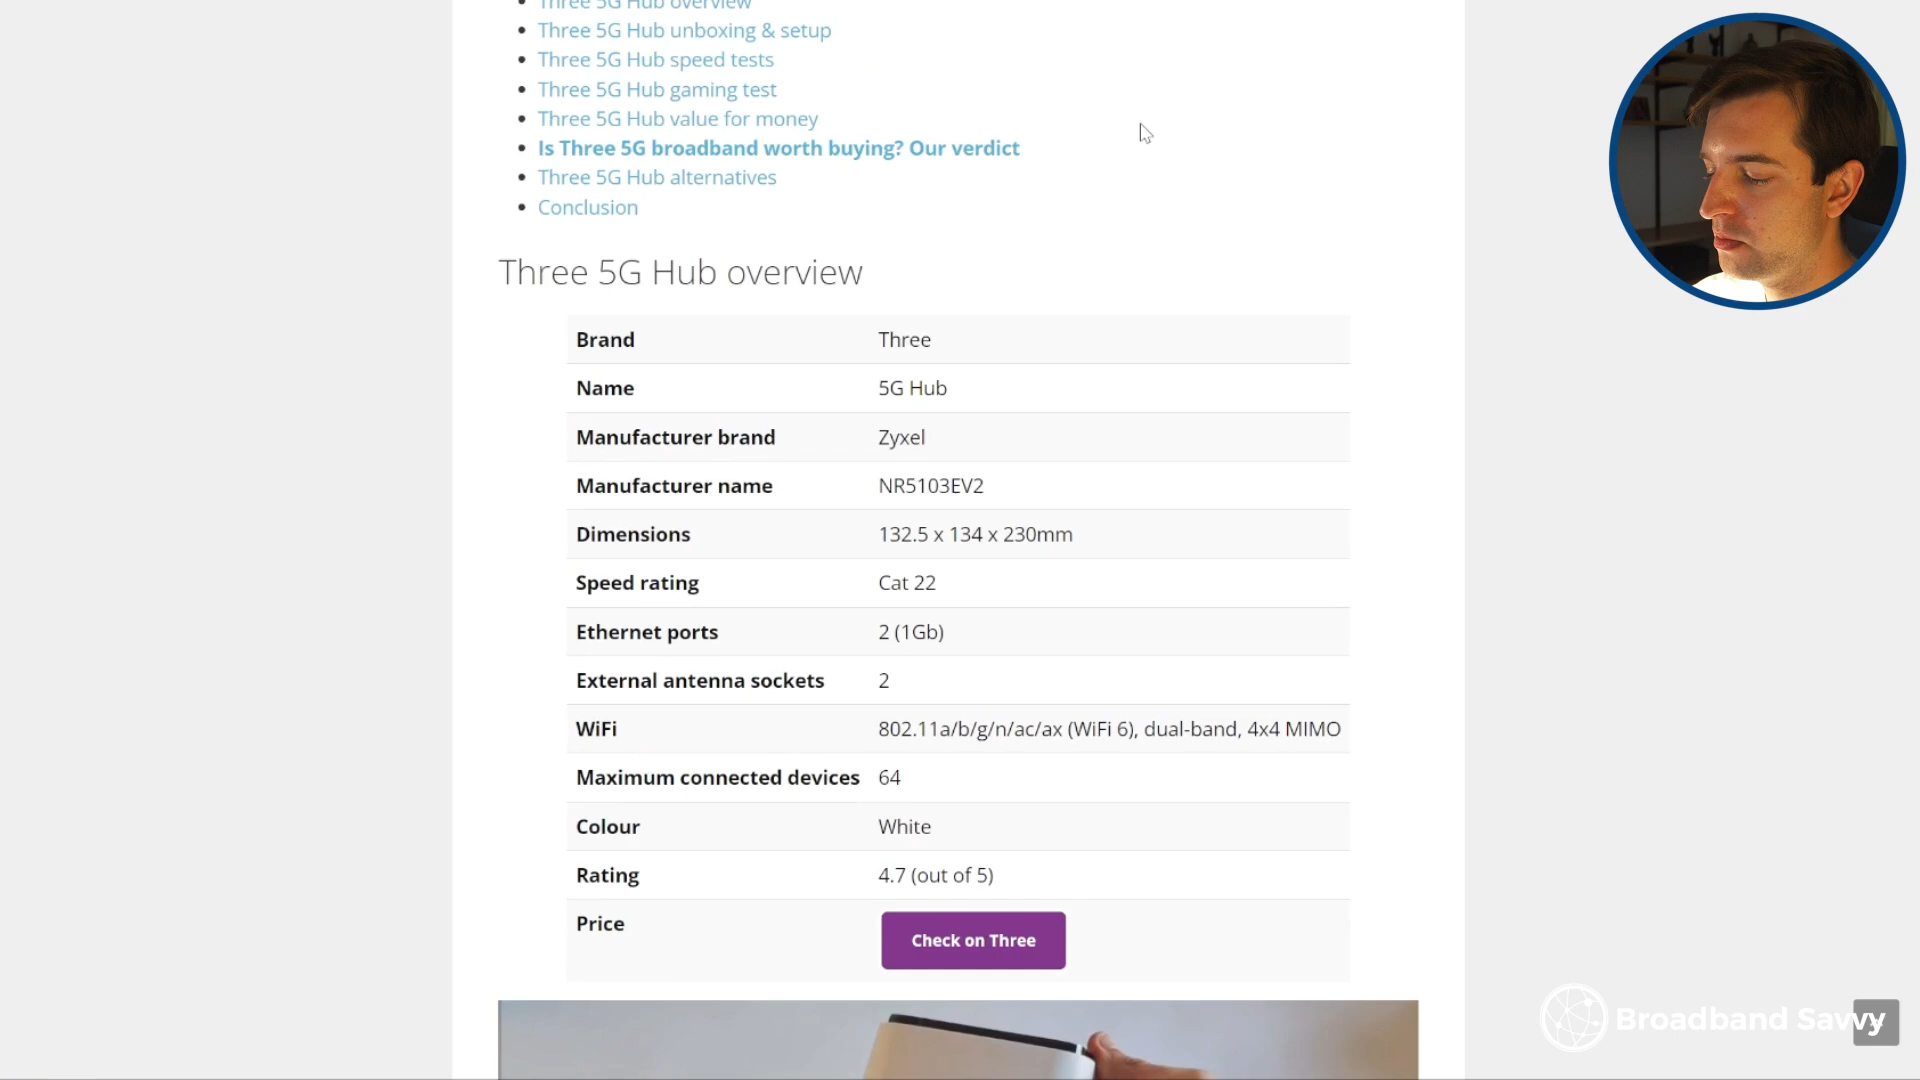 Three 5G Hub overview
Three 5G Hub unboxing & setup
Three 5G Hub speed tests
Three 5G Hub gaming test
Three 5G Hub value for money
Is Three 5G broadband worth buying? Our verdict
Three 5G Hub alternatives
Conclusion
Three 5G Hub overview
Brand Three
Name 5G Hub
Manufacturer brand Zyxel
Manufacturer name NR5103EV2
Dimensions 132.5 x 134 x 230mm
Speed rating Cat 22
Ethernet ports 2 (1Gb)
External antenna sockets 2
WiFi 802.11a/b/g/n/ac/ax (WiFi 6), dual-band, 4x4 MIMO
Maximum connected devices 64
Colour White
Rating 4.7 (out of 5)
Price Check on Three
Broadband Savvy